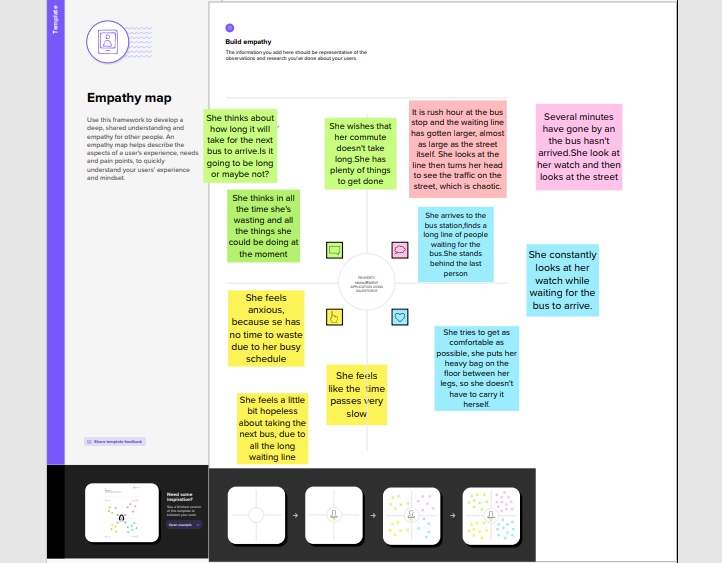 Template
Build empathy
The information you add here should be representative of the
observations and research you've done about your users.
Empathy map
Use this framework to develop a
deep, shared understanding and
empathy for other people. An
empathy map helps describe the
aspects of a user's experience, needs
and pain points, to quickly
understand your users' experience
and mindset.
She thinks about
how long it will
take for the next
bus to arrive.Is it
going to be long
or maybe not?
She wishes that
her commute
doesn't take
long.She has
plenty of things
to get done
It is rush hour at the bus
stop and the waiting line
has gotten larger, almost
as large as the street
itself. She looks at the
line then turns her head
to see the traffic on the
street, which is chaotic.
Several minutes
have gone by an
the bus hasn't
arrived.She look at
her watch and then
looks at the street
She thinks in all
the time she's
wasting and all
the things she
could be doing at
the moment
She arrives to the
bus station,finds a
long line of people
waiting for the
bus.She stands
behind the last
person
She constantly
looks at her
watch while
waiting for the
bus to arrive.
PROPERTY
MANAGEMENT
APPLICATION USING
SALESFORCE
She feels
anxious,
because se has
no time to waste
due to her busy
schedule
She feels
like the time
passes very
slow
She tries to get as
comfortable as
possible, she puts her
heavy bag on the
floor between her
legs, so she doesn't
have to carry it
herself.
She feels a little
bit hopeless
about taking the
next bus, due to
all the long
waiting line
Share template feedback
Need some
inspiration?
See a finished version
of this template to
kickstart your work.
Open example